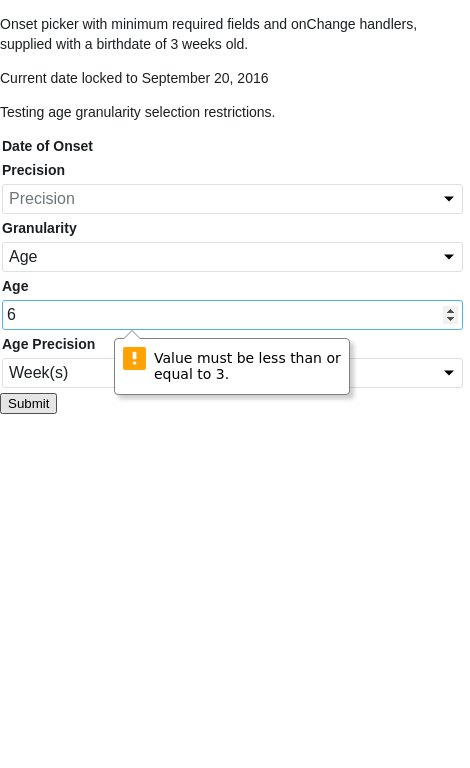 Onset picker with minimum required fields and onChange handlers,
supplied with a birthdate of 3 weeks old.
Current date locked to September 20, 2016
Testing age granularity selection restrictions.
Date of Onset
Precision
Precision
Granularity
Age
Age
6
Age Precision
Value must be less than or
equal to 3.
Week(s)
Submit